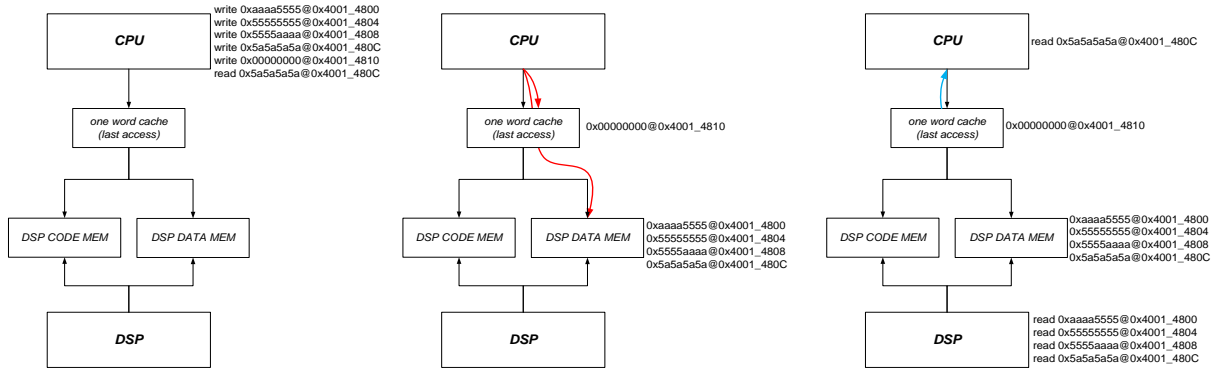 CPU
write 0xaaaa5555@0x4001_4800
write 0x55555555@0x4001_4804
write 0x5555aaaa@0x4001_4808
write 0x5a5a5a5a@0x4001_480C
write 0x00000000@0x4001_4810
read 0x5a5a5a5a@0x4001_480C
one word cache
(last access)
DSP CODE MEM
DSP DATA MEM
DSP
CPU
one word cache
(last access)
0x00000000@0x4001_4810
DSP CODE MEM
DSP DATA MEM
0xaaaa5555@0x4001_4800
0x55555555@0x4001_4804
0x5555aaaa@0x4001_4808
0x5a5a5a5a@0x4001_480C
DSP
CPU
read 0x5a5a5a5a@0x4001_480C
one word cache
(last access)
0x00000000@0x4001_4810
DSP CODE MEM
DSP DATA MEM
0xaaaa5555@0x4001_4800
0x55555555@0x4001_4804
0x5555aaaa@0x4001_4808
0x5a5a5a5a@0x4001_480C
DSP
read 0xaaaa5555@0x4001_4800
read 0x55555555@0x4001_4804
read 0x5555aaaa@0x4001_4808
read 0x5a5a5a5a@0x4001_480C